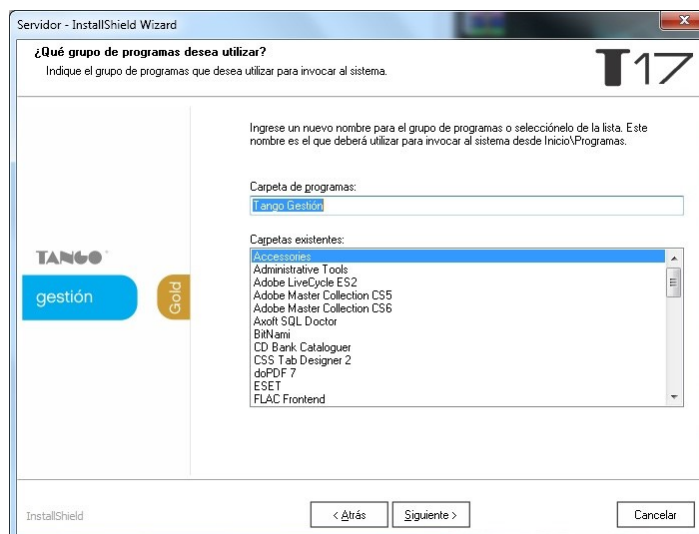 Servidor - InstallShield Wizard
¿Qué grupo de programas desea utilizar?
Indique el grupo de programas que desea utilizar para invocar al sistema.
T17
Ingrese un nuevo nombre para el grupo de programas o selecciónelo de la lista. Este
nombre es el que deberá utilizar para invocar al sistema desde Inicio\Programas.
Carpeta de programas:
Tango Gestión
Carpetas existentes:
Accessories
Administrative Tools
Adobe LiveCycle ES2
Adobe Master Collection CS5
Adobe Master Collection CS6
Axoft SQL Doctor
BitNami
CD Bank Cataloguer
CSS Tab Designer 2
doPDF 7
ESET
FLAC Frontend
TANGO
gestión
Gold
InstallShield
< Atrás
Siguiente >
Cancelar